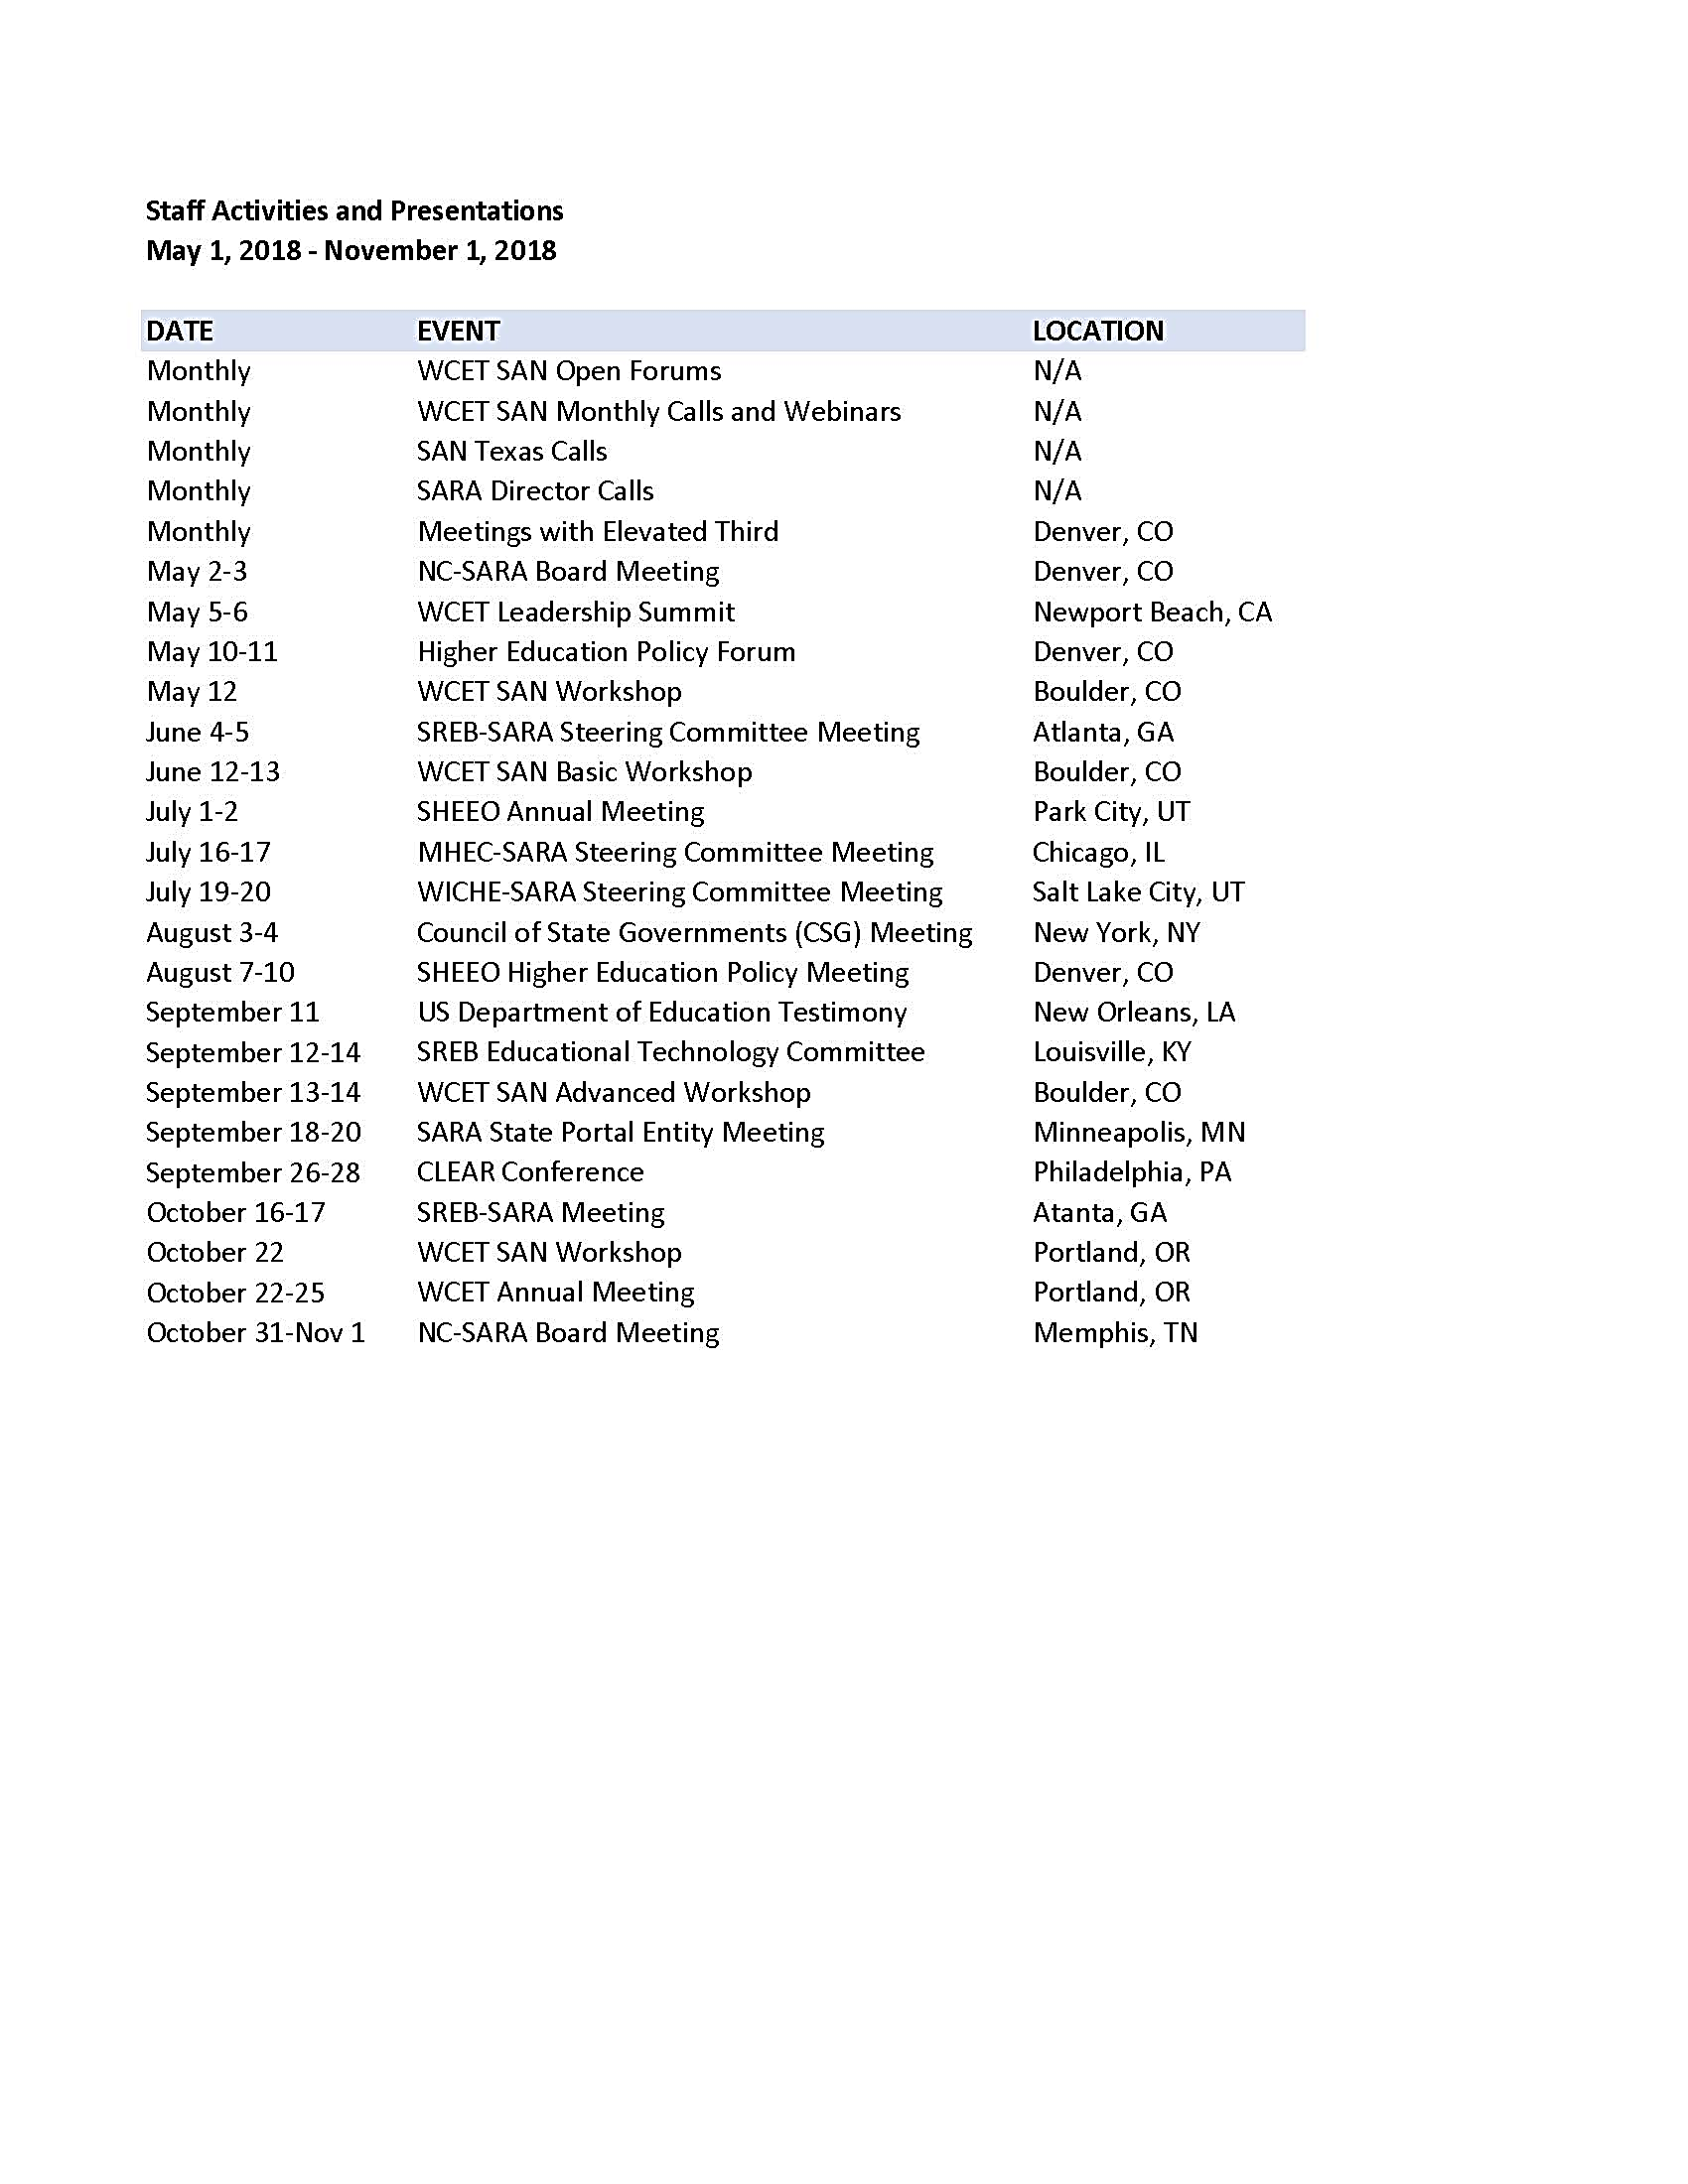 Staff Activities and Presentations
May 1, 2018 - November 1, 2018
DATE EVENT LOCATION
Monthly WCET SAN Open Forums N/A
Monthly WCET SAN Monthly Calls and Webinars N/A
Monthly SAN Texas Calls N/A
Monthly SARA Director Calls N/A
Monthly Meetings with Elevated Third Denver, CO
May 2-3 NC-SARA Board Meeting Denver, CO
May 5-6 WCET Leadership Summit Newport Beach, CA
May 10-11 Higher Education Policy Forum Denver, CO
May 12 WCET SAN Workshop Boulder, CO
June 4-5 SREB-SARA Steering Committee Meeting Atlanta, GA
June 12-13 WCET SAN Basic Workshop Boulder, CO
July 1-2 SHEEO Annual Meeting Park City, UT
July 16-17 MHEC-SARA Steering Committee Meeting Chicago, IL
July 19-20 WICHE-SARA Steering Committee Meeting Salt Lake City, UT
August 3-4 Council of State Governments (CSG) Meeting New York, NY
August 7-10 SHEEO Higher Education Policy Meeting Denver, CO
September 11 US Department of Education Testimony New Orleans, LA
September 12-14 SREB Educational Technology Committee Louisville, KY
September 13-14 WCET SAN Advanced Workshop Boulder, CO
September 18-20 SARA State Portal Entity Meeting Minneapolis, MN
September 26-28 CLEAR Conference Philadelphia, PA
October 16-17 SREB-SARA Meeting Atanta, GA
October 22 WCET SAN Workshop Portland, OR
October 22-25 WCET Annual Meeting Portland, OR
October 31-Nov 1 NC-SARA Board Meeting Memphis, TN